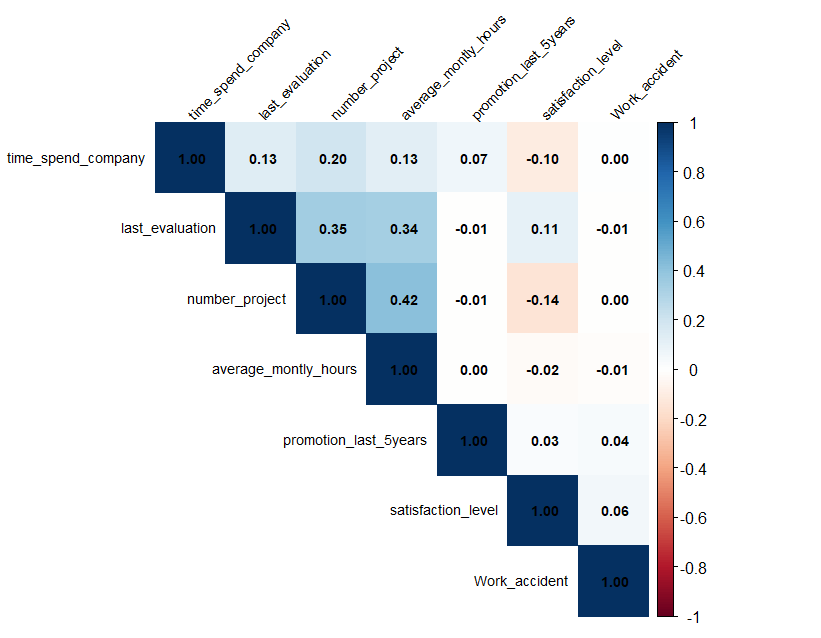 time_spend_company
last_evaluation
number_project
average_montly_hours
promotion_last_5years
satisfaction_level
Work_accident
time_spend_company 1.00 0.13 0.20 0.13 0.07 -0.10 0.00
last_evaluation 1.00 0.35 0.34 -0.01 0.11 -0.01
number_project 1.00 0.42 -0.01 -0.14 0.00
average_montly_hours 1.00 0.00 -0.02 -0.01
promotion_last_5years 1.00 0.03 0.04
satisfaction_level 1.00 0.06
Work_accident 1.00
1
0.8
0.6
0.4
0.2
0
-0.2
-0.4
-0.6
-0.8
-1